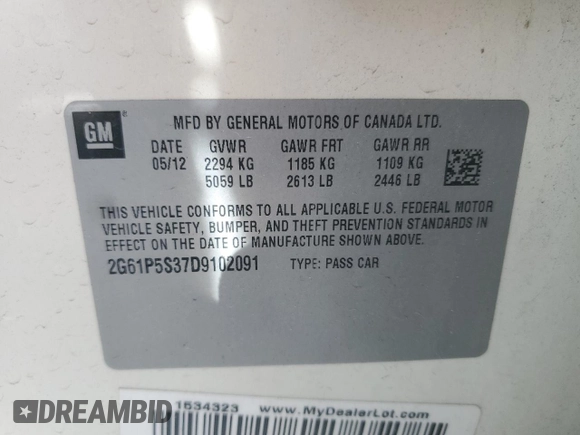 GM
MFD BY GENERAL MOTORS OF CANADA LTD.
DATE GVWR GAWR FRT GAWR RR
05/12 2294 KG 1185 KG 1109 KG
5059 LB 2613 LB 2446 LB
THIS VEHICLE CONFORMS TO ALL APPLICABLE U.S. FEDERAL MOTOR
VEHICLE SAFETY, BUMPER, AND THEFT PREVENTION STANDARDS IN
EFFECT ON THE DATE OF MANUFACTURE SHOWN ABOVE.
2G61P5S37D9102091 TYPE: PASS CAR
1534323 www.MyDealerLot.com
DREAMBID